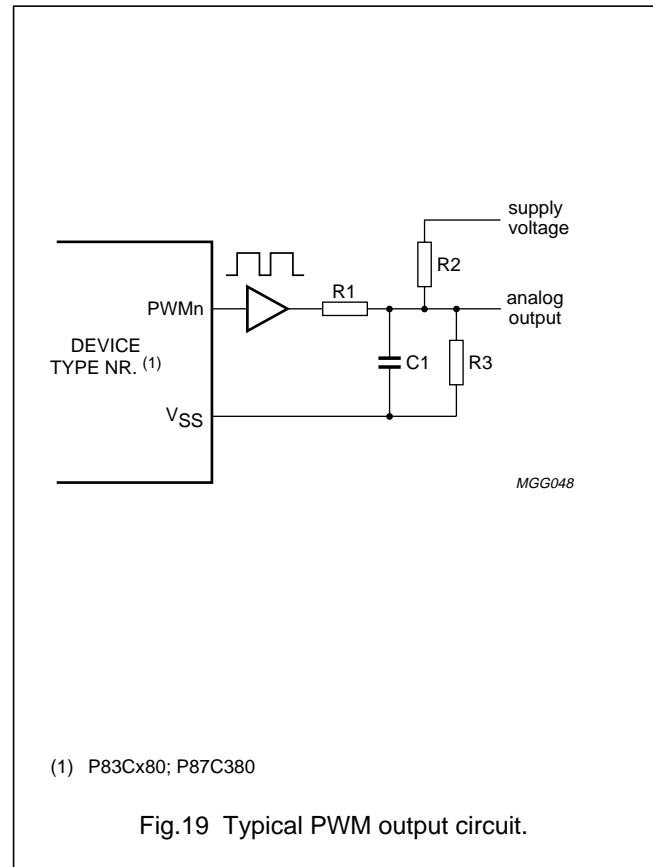 supply
voltage
R2
R1
PWMn
analog
output
DEVICE
TYPE NR. (1)
C1
R3
VSS
MGG048
(1) P83Cx80; P87C380
Fig.19 Typical PWM output circuit.